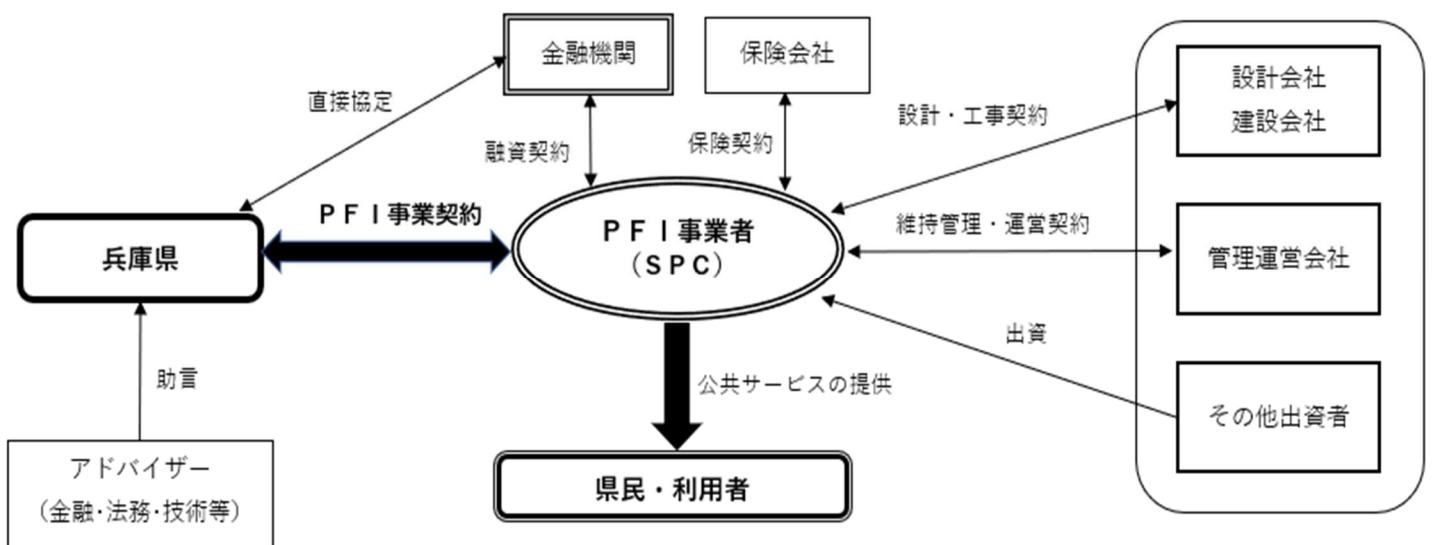 金融機関
保険会社
設計会社
建設会社
直接協定
設計・工事契約
融資契約
保険契約
ＰＦＩ事業契約
ＰＦＩ事業者
（ＳＰＣ）
維持管理・運営契約
兵庫県
管理運営会社
出資
助言
公共サービスの提供
その他出資者
アドバイザー
（金融・法務・技術等）
県民・利用者